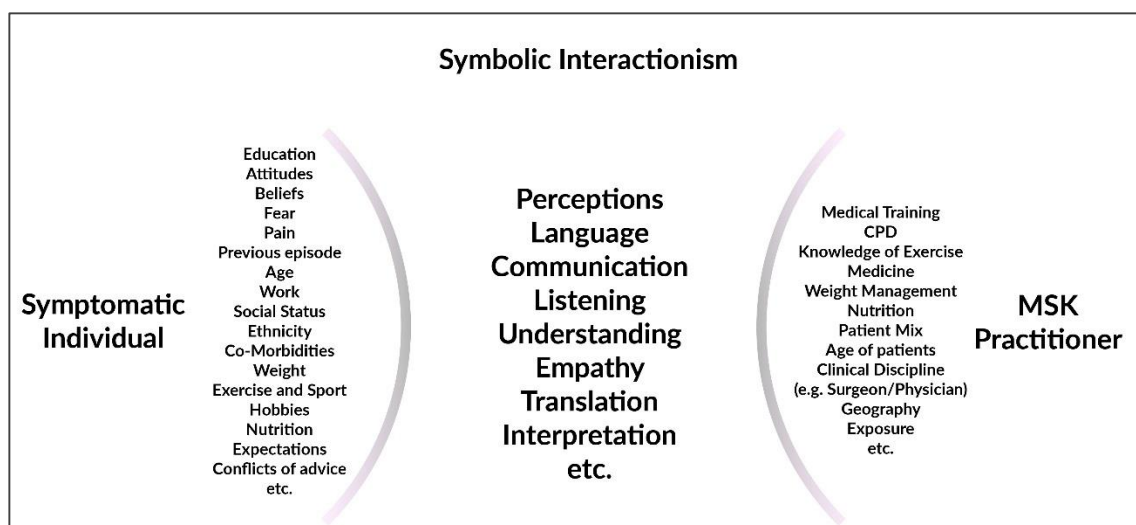 Symbolic Interactionism
Symptomatic
Individual
Education
Attitudes
Beliefs
Fear
Pain
Previous episode
Age
Work
Social Status
Ethnicity
Co-Morbidities
Weight
Exercise and Sport
Hobbies
Nutrition
Expectations
Conflicts of advice
etc.
Perceptions
Language
Communication
Listening
Understanding
Empathy
Translation
Interpretation
etc.
Medical Training
CPD
Knowledge of Exercise
Medicine
Weight Management
Nutrition
Patient Mix
Age of patients
Clinical Discipline
(e.g. Surgeon/Physician)
Geography
Exposure
etc.
MSK
Practitioner